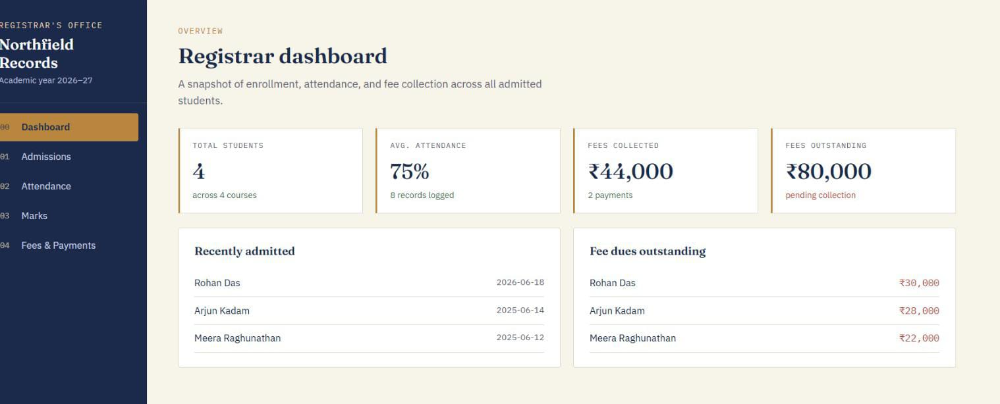 REGISTRAR'S OFFICE
Northfield
Records
Academic year 2026–27
00 Dashboard
01 Admissions
02 Attendance
03 Marks
04 Fees & Payments
OVERVIEW
Registrar dashboard
A snapshot of enrollment, attendance, and fee collection across all admitted
students.
TOTAL STUDENTS
4
across 4 courses
AVG. ATTENDANCE
75%
8 records logged
FEES COLLECTED
₹44,000
2 payments
FEES OUTSTANDING
₹80,000
pending collection
Recently admitted
Rohan Das 2026-06-18
Arjun Kadam 2025-06-14
Meera Raghunathan 2025-06-12
Fee dues outstanding
Rohan Das ₹30,000
Arjun Kadam ₹28,000
Meera Raghunathan ₹22,000